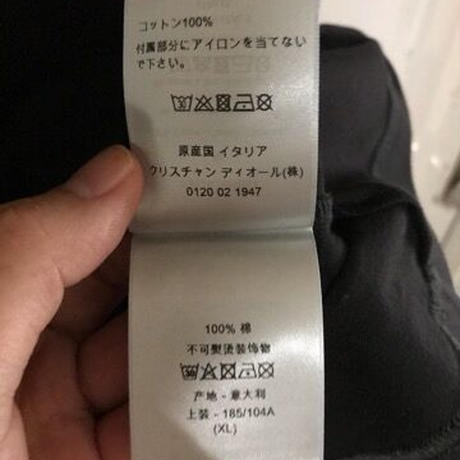 コットン100%
付属部分にアイロンを当てない
で下さい。
原産国 イタリア
クリスチャン ディオール(株)
0120 02 1947
100% 棉
不可熨烫装饰物
产地 - 意大利
上装 - 185/104A
(XL)